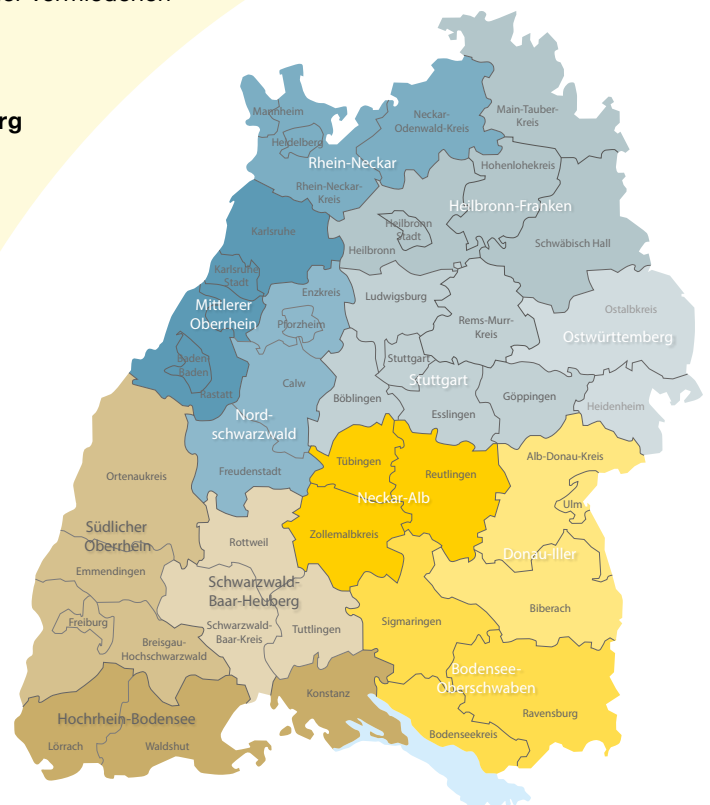 rg
Mannheim
Heidelberg
Neckar-
Odenwald-Kreis
Main-Tauber-
Kreis
Rhein-Neckar
Rhein-Neckar-
Kreis
Hohenlohekreis
Heilbronn-Franken
Heilbronn
Stadt
Heilbronn
Schwäbisch Hall
Karlsruhe
Karlsruhe
Stadt
Mittlerer
Oberrhein
Enzkreis
Pforzheim
Ludwigsburg
Rems-Murr-
Kreis
Ostalbkreis
Ostwürttemberg
Baden
Baden
Rastatt
Stuttgart
Stuttgart
Calw
Böblingen
Esslingen
Göppingen
Heidenheim
Nord-
schwarzwald
Freudenstadt
Tübingen
Reutlingen
Neckar-Alb
Zollernalbkreis
Alb-Donau-Kreis
Ulm
Donau-Iller
Biberach
Ortenaukreis
Südlicher
Oberrhein
Emmendingen
Freiburg
Breisgau-
Hochschwarzwald
Rottweil
Schwarzwald-
Baar-Heuberg
Schwarzwald-
Baar-Kreis
Tuttlingen
Sigmaringen
Bodensee-
Oberschwaben
Ravensburg
Bodenseekreis
Konstanz
Hochrhein-Bodensee
Lörrach
Waldshut